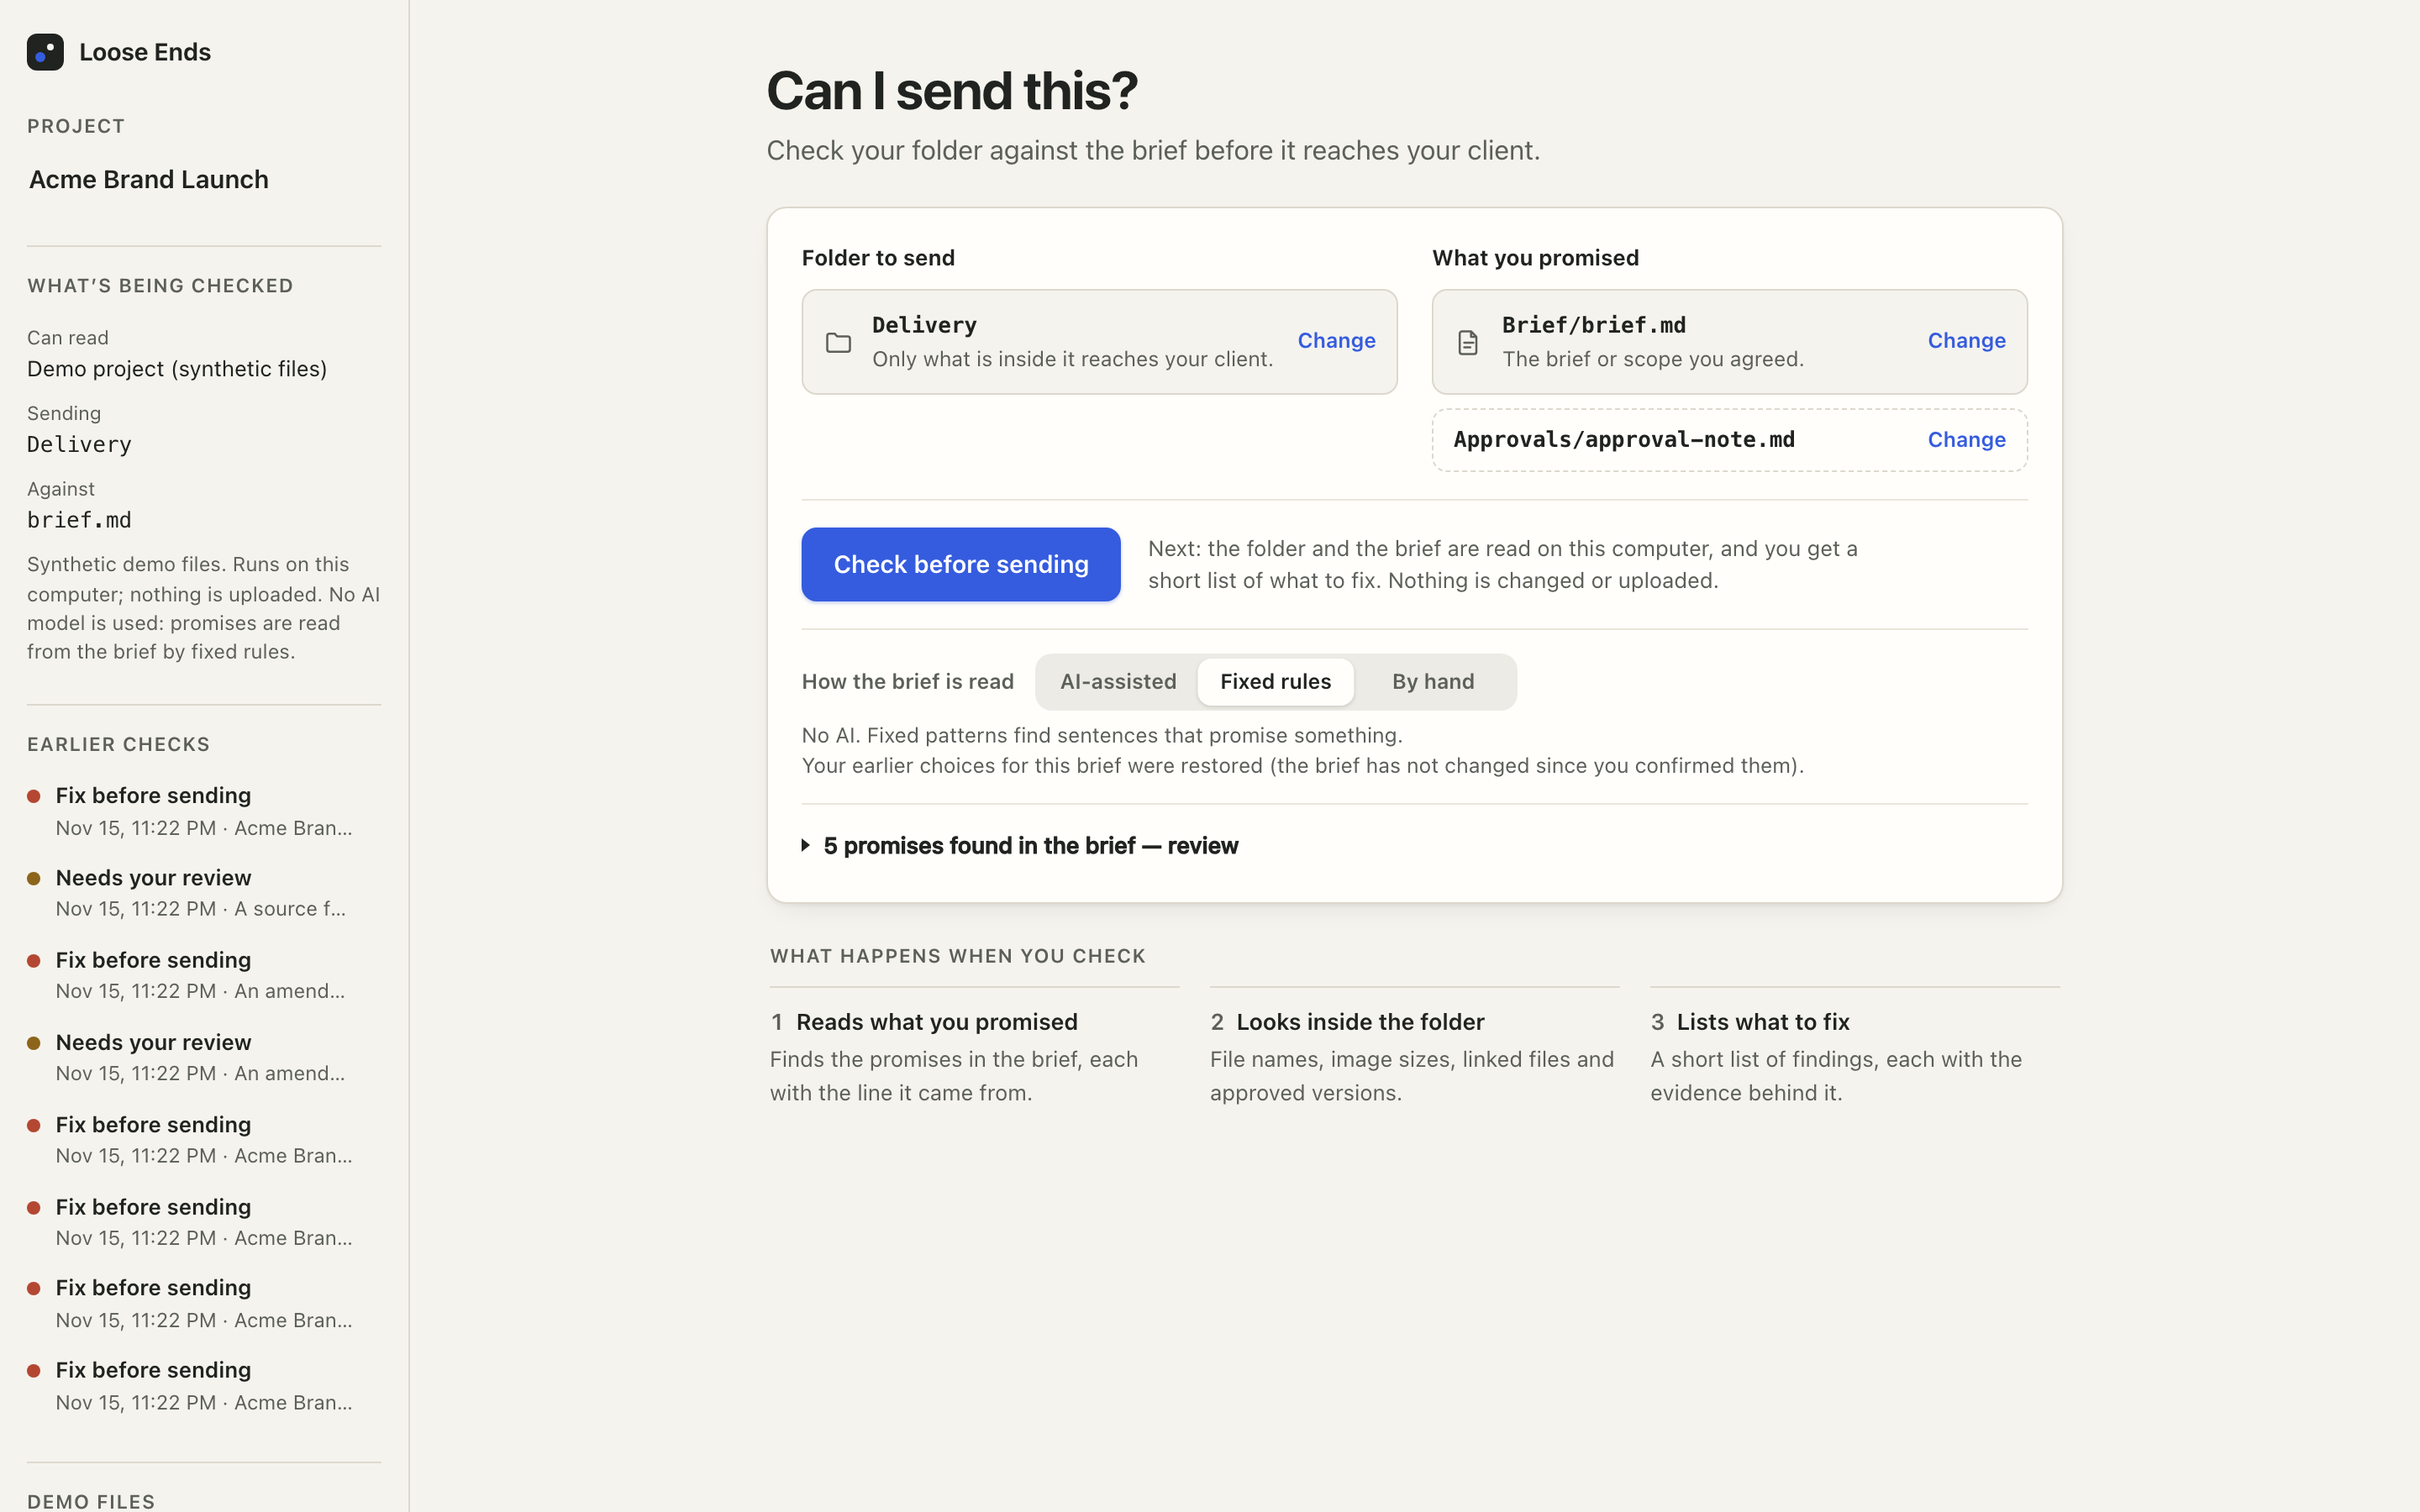 Loose Ends
PROJECT
Acme Brand Launch
WHAT’S BEING CHECKED
Can read
Demo project (synthetic files)
Sending
Delivery
Against
brief.md
Synthetic demo files. Runs on this
computer; nothing is uploaded. No AI
model is used: promises are read
from the brief by fixed rules.
EARLIER CHECKS
Fix before sending
Nov 15, 11:22 PM · Acme Bran...
Needs your review
Nov 15, 11:22 PM · A source f...
Fix before sending
Nov 15, 11:22 PM · An amend...
Needs your review
Nov 15, 11:22 PM · An amend...
Fix before sending
Nov 15, 11:22 PM · Acme Bran...
Fix before sending
Nov 15, 11:22 PM · Acme Bran...
Fix before sending
Nov 15, 11:22 PM · Acme Bran...
Fix before sending
Nov 15, 11:22 PM · Acme Bran...
DEMO FILES
Can I send this?
Check your folder against the brief before it reaches your client.
Folder to send
Delivery
Only what is inside it reaches your client.
Change
What you promised
Brief/brief.md
The brief or scope you agreed.
Change
Approvals/approval-note.md
Change
Check before sending
Next: the folder and the brief are read on this computer, and you get a
short list of what to fix. Nothing is changed or uploaded.
How the brief is read
AI-assisted
Fixed rules
By hand
No AI. Fixed patterns find sentences that promise something.
Your earlier choices for this brief were restored (the brief has not changed since you confirmed them).
5 promises found in the brief — review
WHAT HAPPENS WHEN YOU CHECK
1 Reads what you promised
Finds the promises in the brief, each
with the line it came from.
2 Looks inside the folder
File names, image sizes, linked files and
approved versions.
3 Lists what to fix
A short list of findings, each with the
evidence behind it.